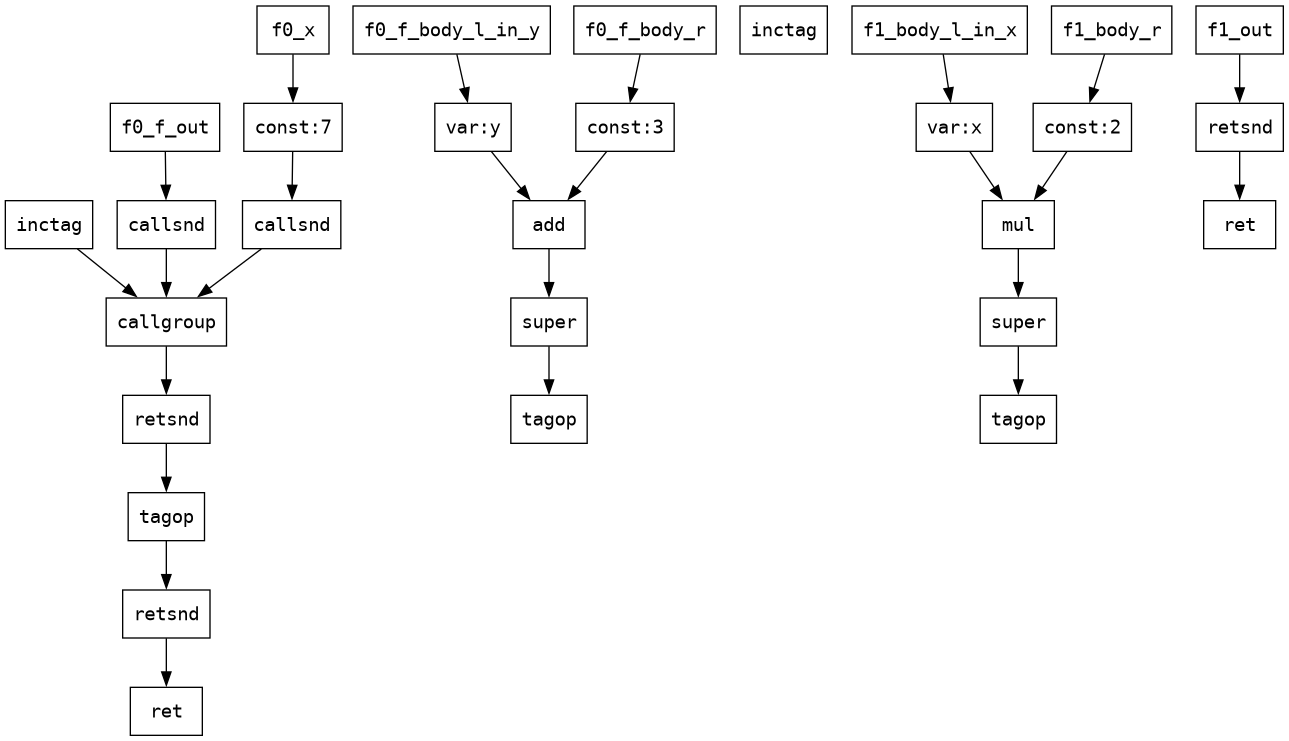 f0_x
f0_f_body_l_in_y
f0_f_body_r
inctag
f1_body_l_in_x
f1_body_r
f1_out
f0_f_out
const:7
var:y
const:3
var:x
const:2
retsnd
inctag
callsnd
callsnd
add
mul
ret
callgroup
super
super
retsnd
tagop
tagop
tagop
retsnd
ret